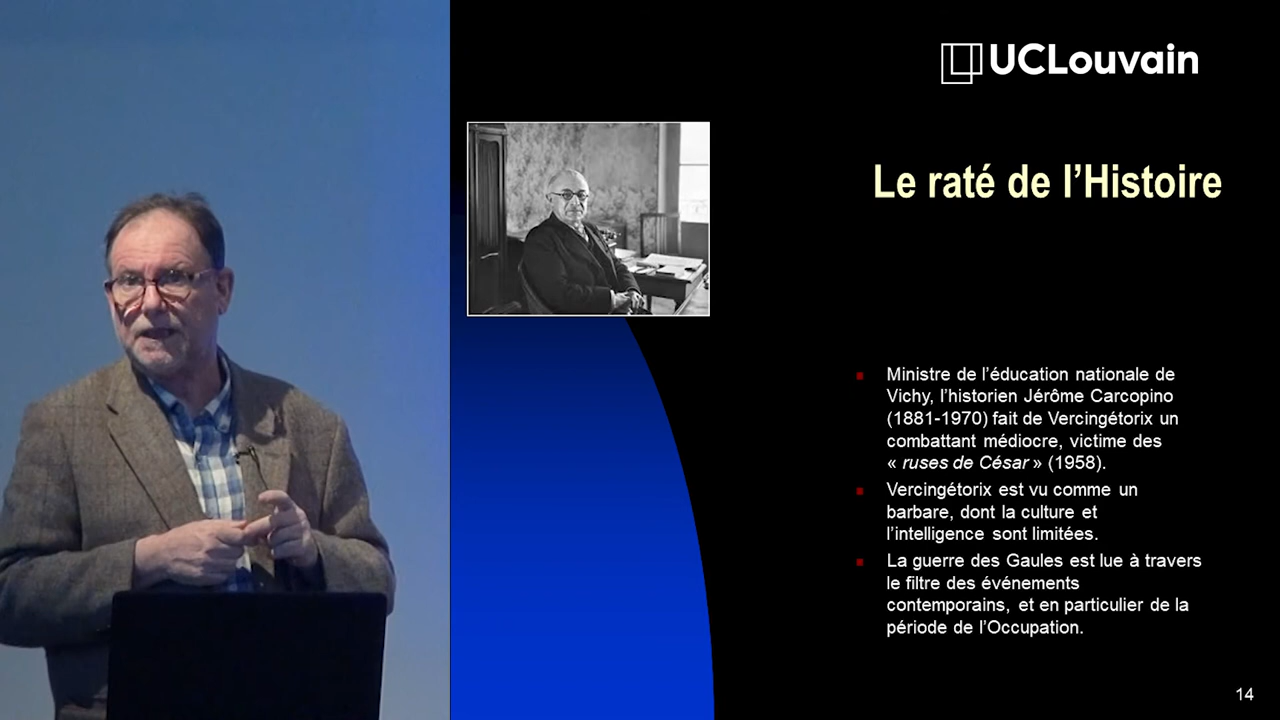 UCLouvain
Le raté de l’Histoire
■ Ministre de l’éducation nationale de
Vichy, l’historien Jérôme Carcopino
(1881-1970) fait de Vercingétorix un
combattant médiocre, victime des
« ruses de César » (1958).
■ Vercingétorix est vu comme un
barbare, dont la culture et
l’intelligence sont limitées.
■ La guerre des Gaules est lue à travers
le filtre des événements
contemporains, et en particulier de la
période de l’Occupation.
14